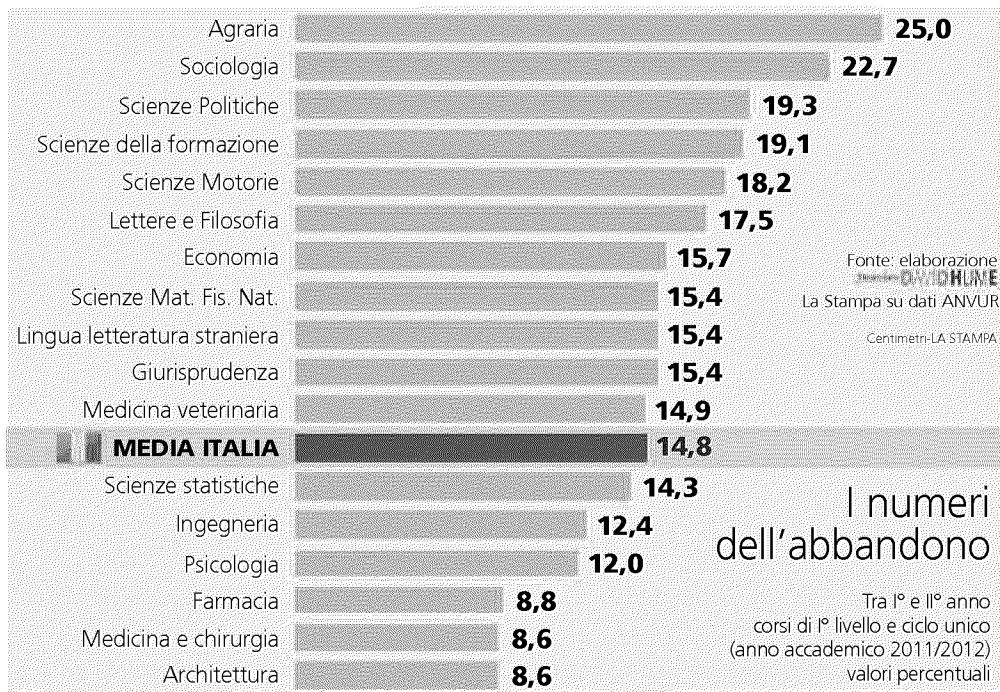 Agraria 25,0
Sociologia 22,7
Scienze Politiche 19,3
Scienze della formazione 19,1
Scienze Motorie 18,2
Lettere e Filosofia 17,5
Economia 15,7
Scienze Mat. Fis. Nat. 15,4
Lingua letteratura straniera 15,4
Giurisprudenza 15,4
Medicina veterinaria 14,9
MEDIA ITALIA 14,8
Scienze statistiche 14,3
Ingegneria 12,4
Psicologia 12,0
Farmacia 8,8
Medicina e chirurgia 8,6
Architettura 8,6
Fonte: elaborazione
DAVID HUME
La Stampa su dati ANVUR
Centimetri-LA STAMPA
I numeri
dell'abbandono
Tra I° e II° anno
corsi di I° livello e ciclo unico
(anno accademico 2011/2012)
valori percentuali